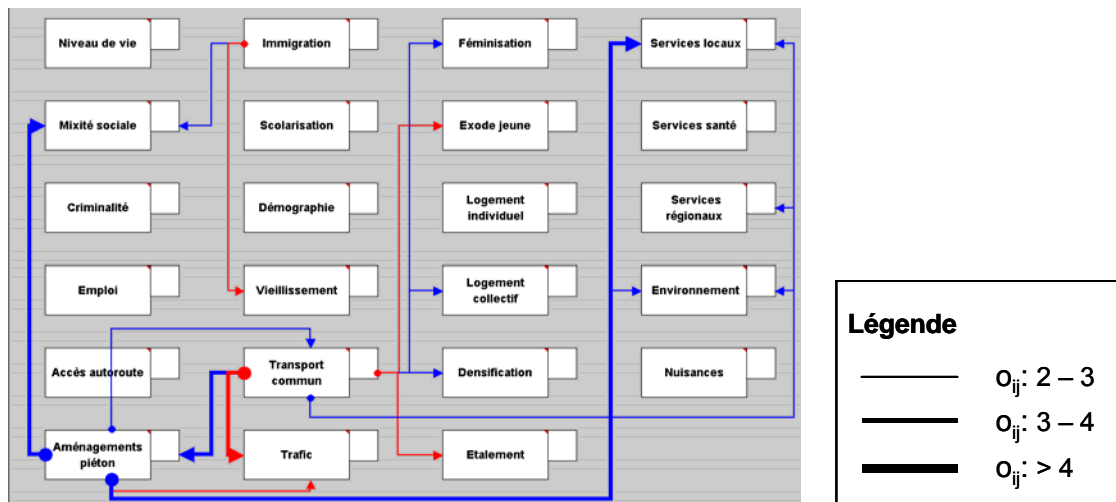 Niveau de vie
Immigration
Féminisation
Services locaux
Mixité sociale
Scolarisation
Exode jeune
Services santé
Criminalité
Démographie
Logement
individuel
Services
régionaux
Emploi
Vieillissement
Logement
collectif
Environnement
Accès autoroute
Transport
commun
Densification
Nuisances
Aménagements
piéton
Trafic
Etalement
Légende
oij: 2 – 3
oij: 3 – 4
oij: > 4